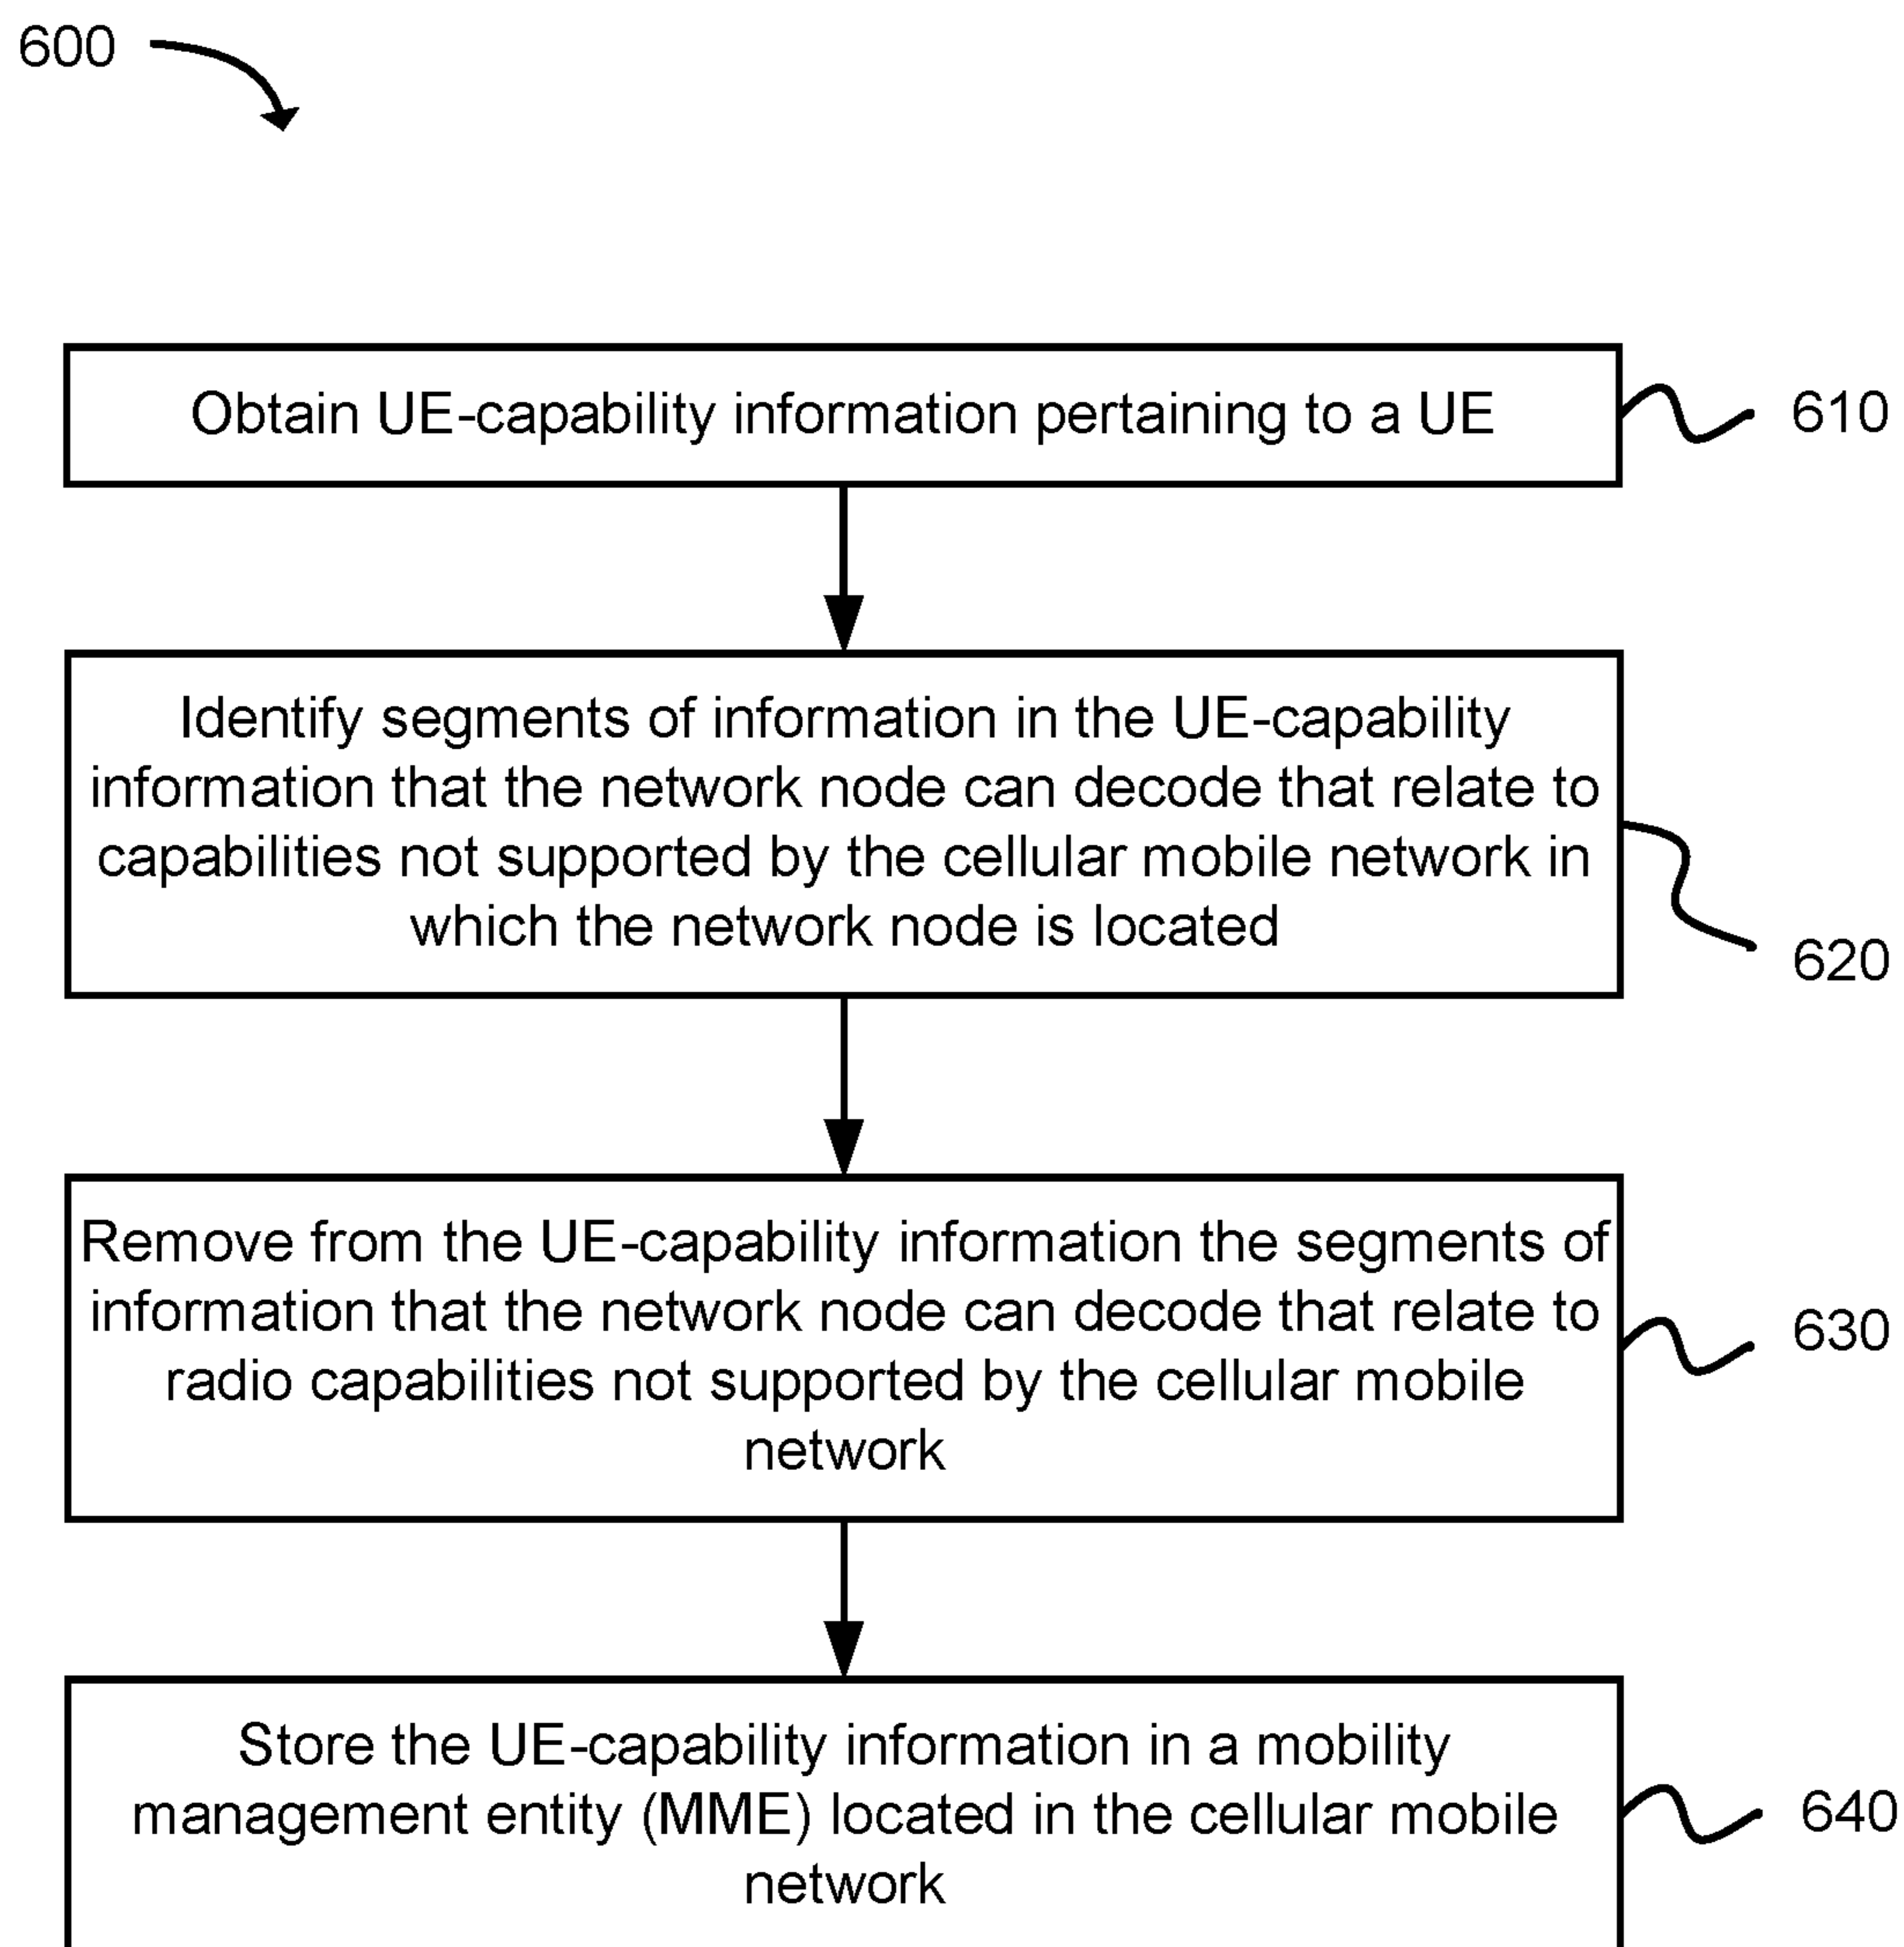 600
Obtain UE-capability information pertaining to a UE
610
Identify segments of information in the UE-capability
information that the network node can decode that relate to
capabilities not supported by the cellular mobile network in
which the network node is located
620
Remove from the UE-capability information the segments of
information that the network node can decode that relate to
radio capabilities not supported by the cellular mobile
network
630
Store the UE-capability information in a mobility
management entity (MME) located in the cellular mobile
network
640